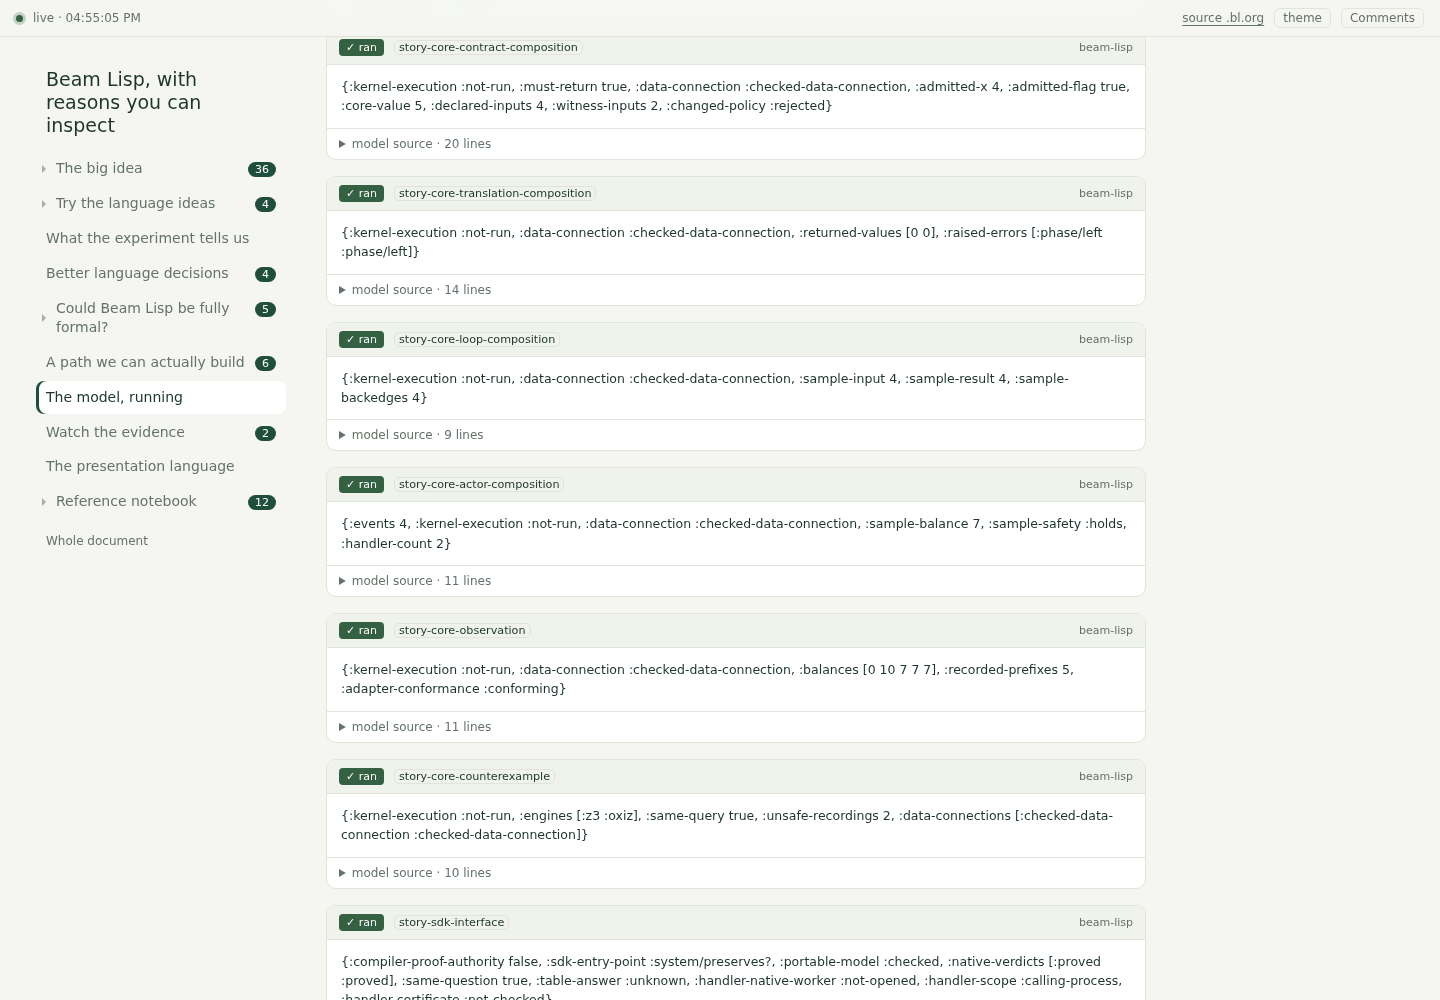 live · 04:55:05 PM
source .bl.org
theme
Comments
Beam Lisp, with
reasons you can
inspect
The big idea 36
Try the language ideas 4
What the experiment tells us
Better language decisions 4
Could Beam Lisp be fully
formal? 5
A path we can actually build 6
The model, running
Watch the evidence 2
The presentation language
Reference notebook 12
Whole document
✓ ran story-core-contract-composition beam-lisp
{:kernel-execution :not-run, :must-return true, :data-connection :checked-data-connection, :admitted-x 4, :admitted-flag true,
:core-value 5, :declared-inputs 4, :witness-inputs 2, :changed-policy :rejected}
▶ model source · 20 lines
✓ ran story-core-translation-composition beam-lisp
{:kernel-execution :not-run, :data-connection :checked-data-connection, :returned-values [0 0], :raised-errors [:phase/left
:phase/left]}
▶ model source · 14 lines
✓ ran story-core-loop-composition beam-lisp
{:kernel-execution :not-run, :data-connection :checked-data-connection, :sample-input 4, :sample-result 4, :sample-
backedges 4}
▶ model source · 9 lines
✓ ran story-core-actor-composition beam-lisp
{:events 4, :kernel-execution :not-run, :data-connection :checked-data-connection, :sample-balance 7, :sample-safety :holds,
:handler-count 2}
▶ model source · 11 lines
✓ ran story-core-observation beam-lisp
{:kernel-execution :not-run, :data-connection :checked-data-connection, :balances [0 10 7 7 7], :recorded-prefixes 5,
:adapter-conformance :conforming}
▶ model source · 11 lines
✓ ran story-core-counterexample beam-lisp
{:kernel-execution :not-run, :engines [:z3 :oxiz], :same-query true, :unsafe-recordings 2, :data-connections [:checked-data-
connection :checked-data-connection]}
▶ model source · 10 lines
✓ ran story-sdk-interface beam-lisp
{:compiler-proof-authority false, :sdk-entry-point :system/preserves?, :portable-model :checked, :native-verdicts [:proved
:proved], :same-question true, :table-answer :unknown, :handler-native-worker :not-opened, :handler-scope :calling-process,
:handler-certificate :not-checked}